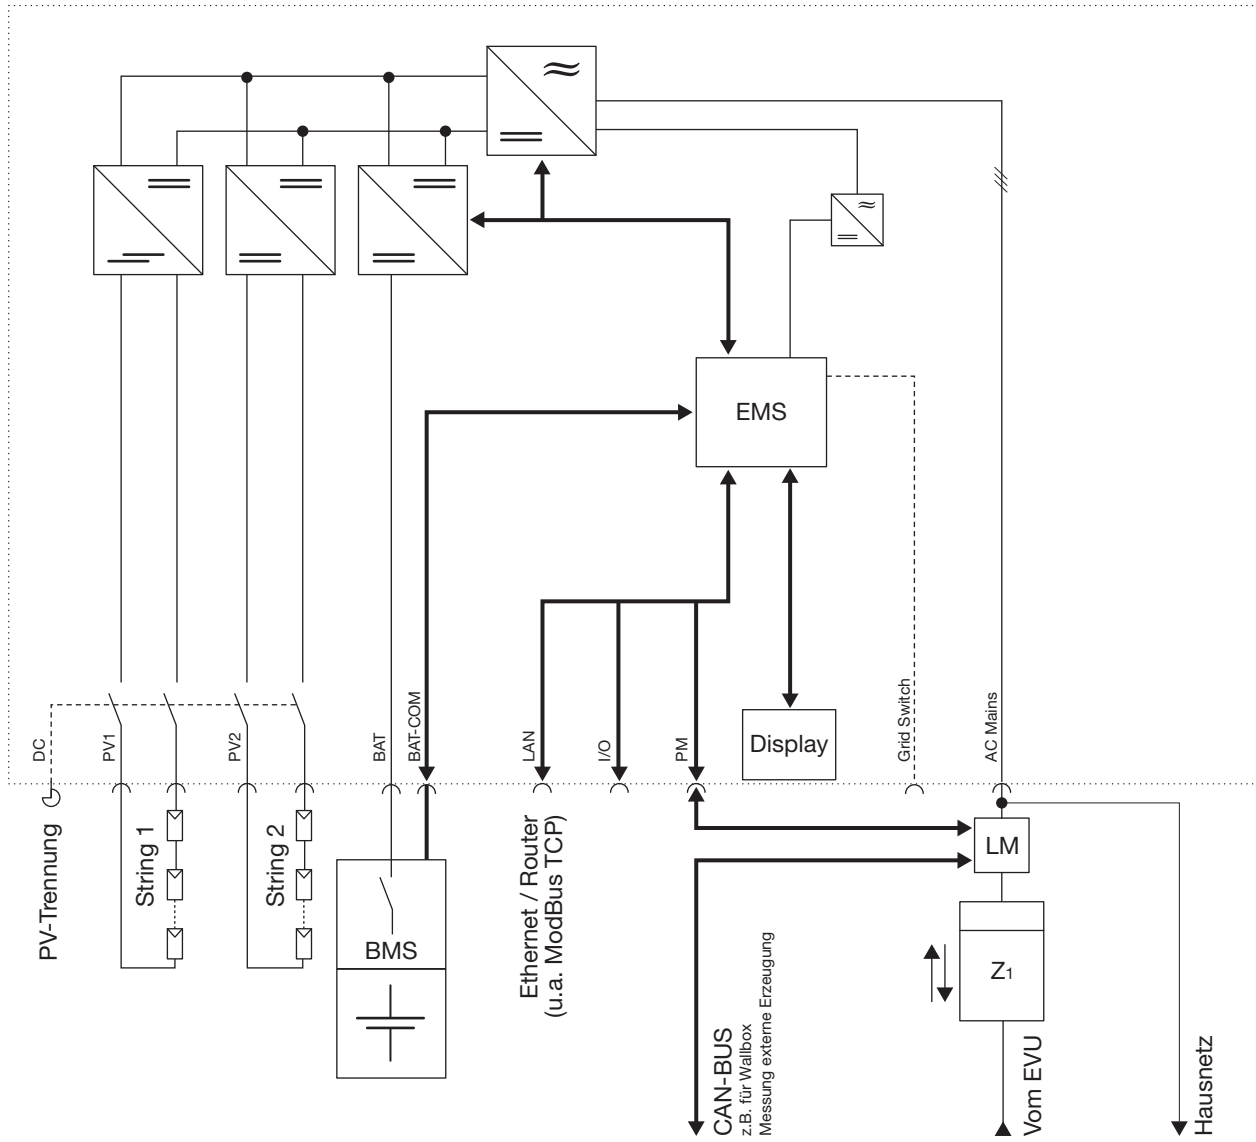 EMS
Display
DC
PV1
PV2
BAT
BAT-COM
LAN
I/O
PM
Grid Switch
AC Mains
PV-Trennung
String 1
String 2
BMS
Ethernet / Router
(u.a. ModBus TCP)
LM
Z1
CAN-BUS
z.B. für Wallbox
Messung externe Erzeugung
Vom EVU
Hausnetz